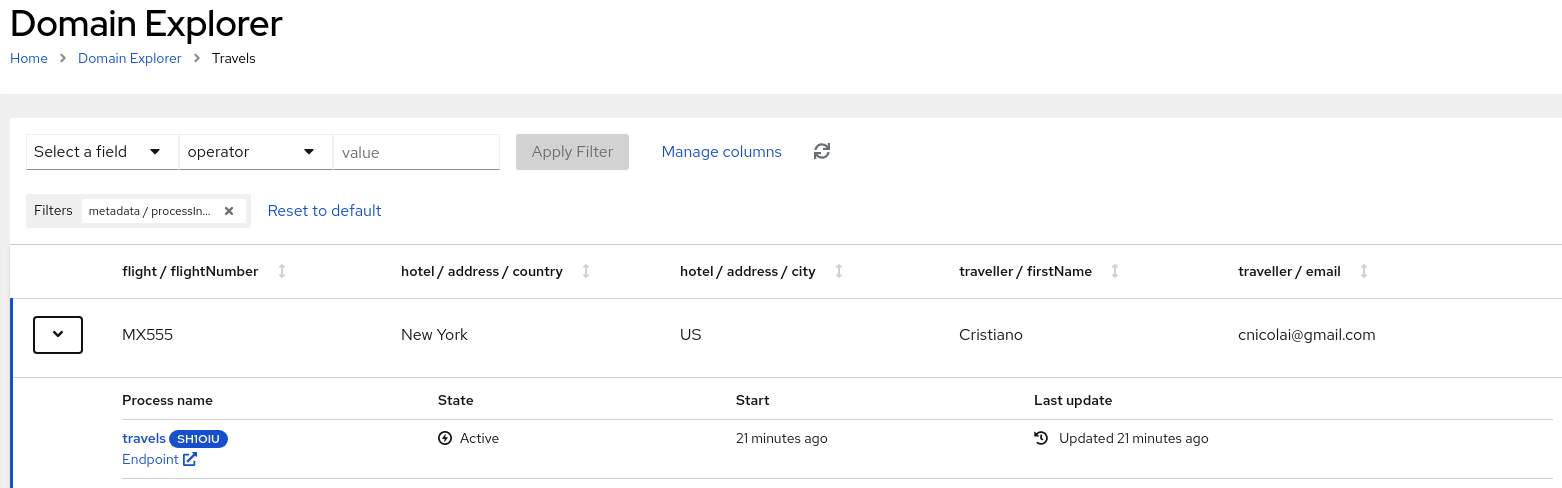 Domain Explorer
Home > Domain Explorer > Travels
Select a field operator value Apply Filter Manage columns
Filters metadata / processIn... Reset to default
flight / flightNumber hotel / address / country hotel / address / city traveller / firstName traveller / email
MX555 New York US Cristiano cnicolai@gmail.com
Process name State Start Last update
travels SH1OIU Active 21 minutes ago Updated 21 minutes ago
Endpoint